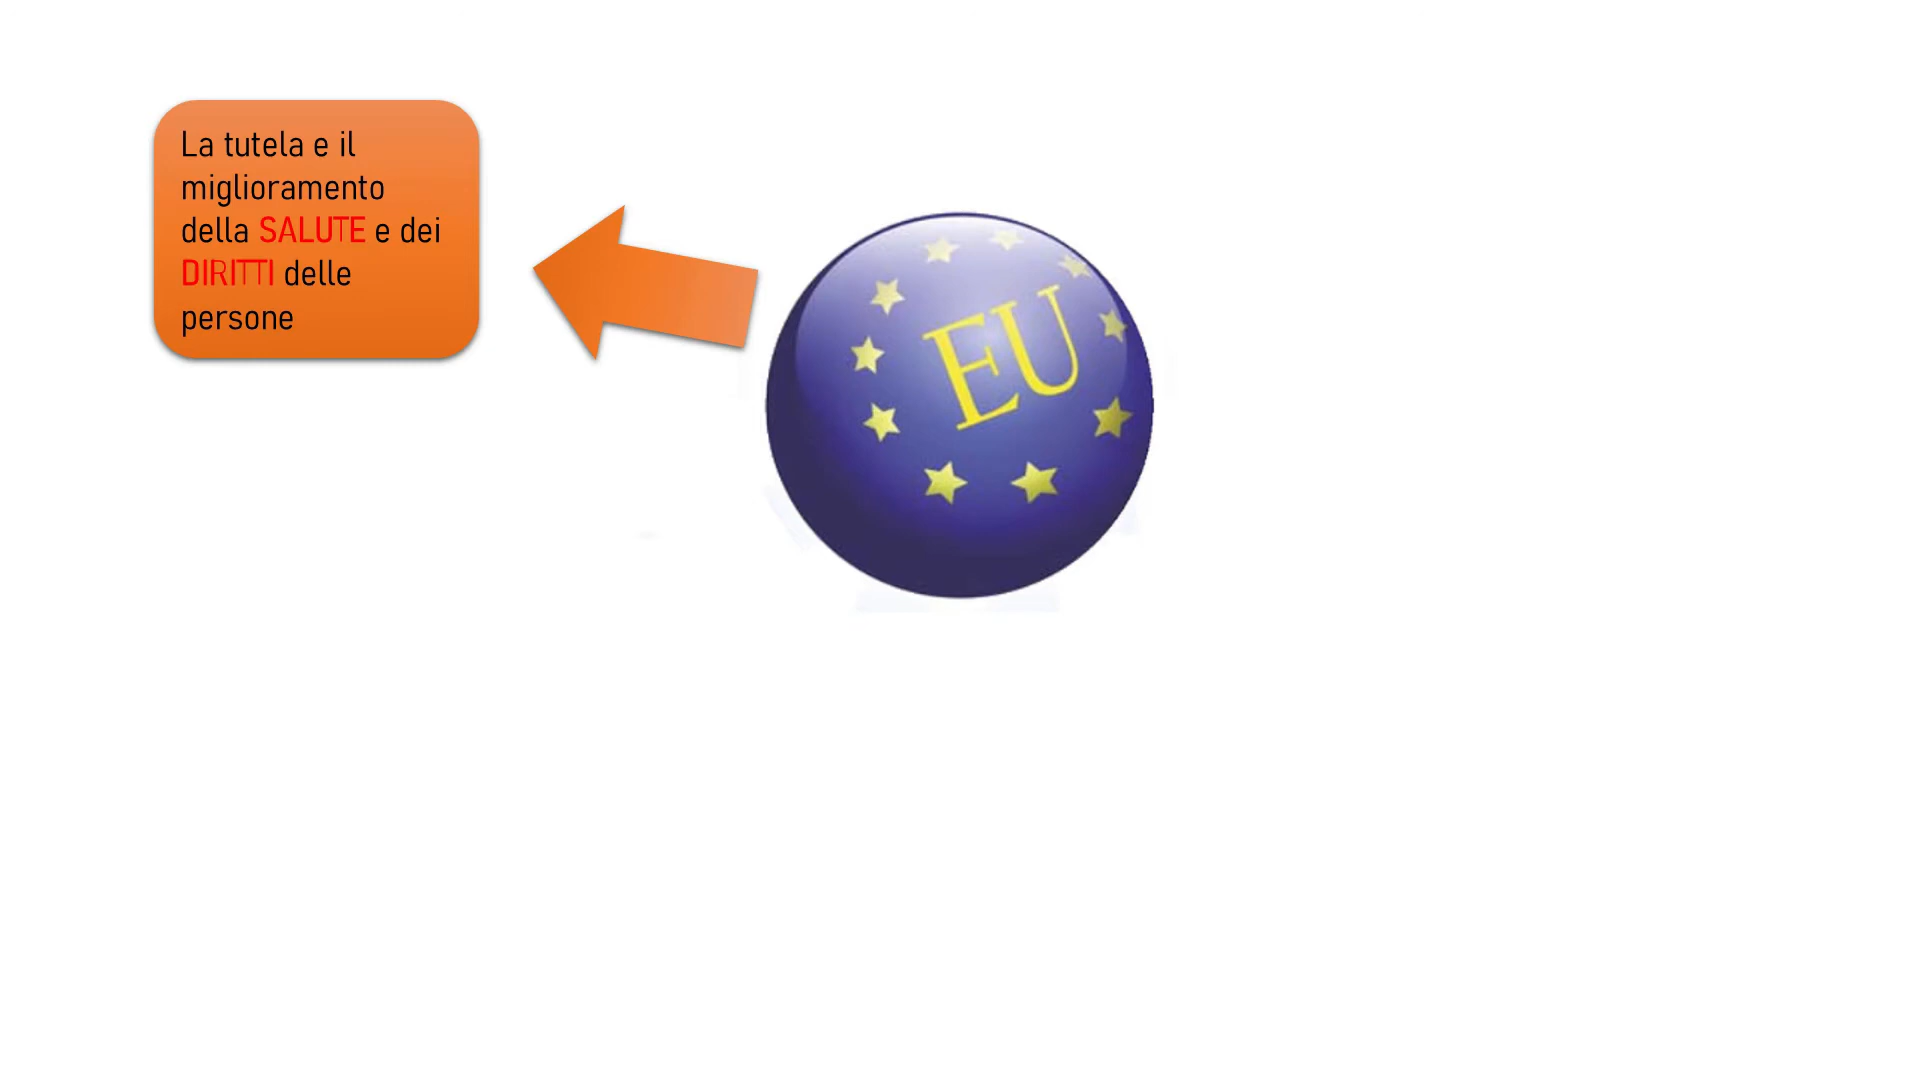 La tutela e il
miglioramento
della SALUTE e dei
DIRITTI delle
persone
EU